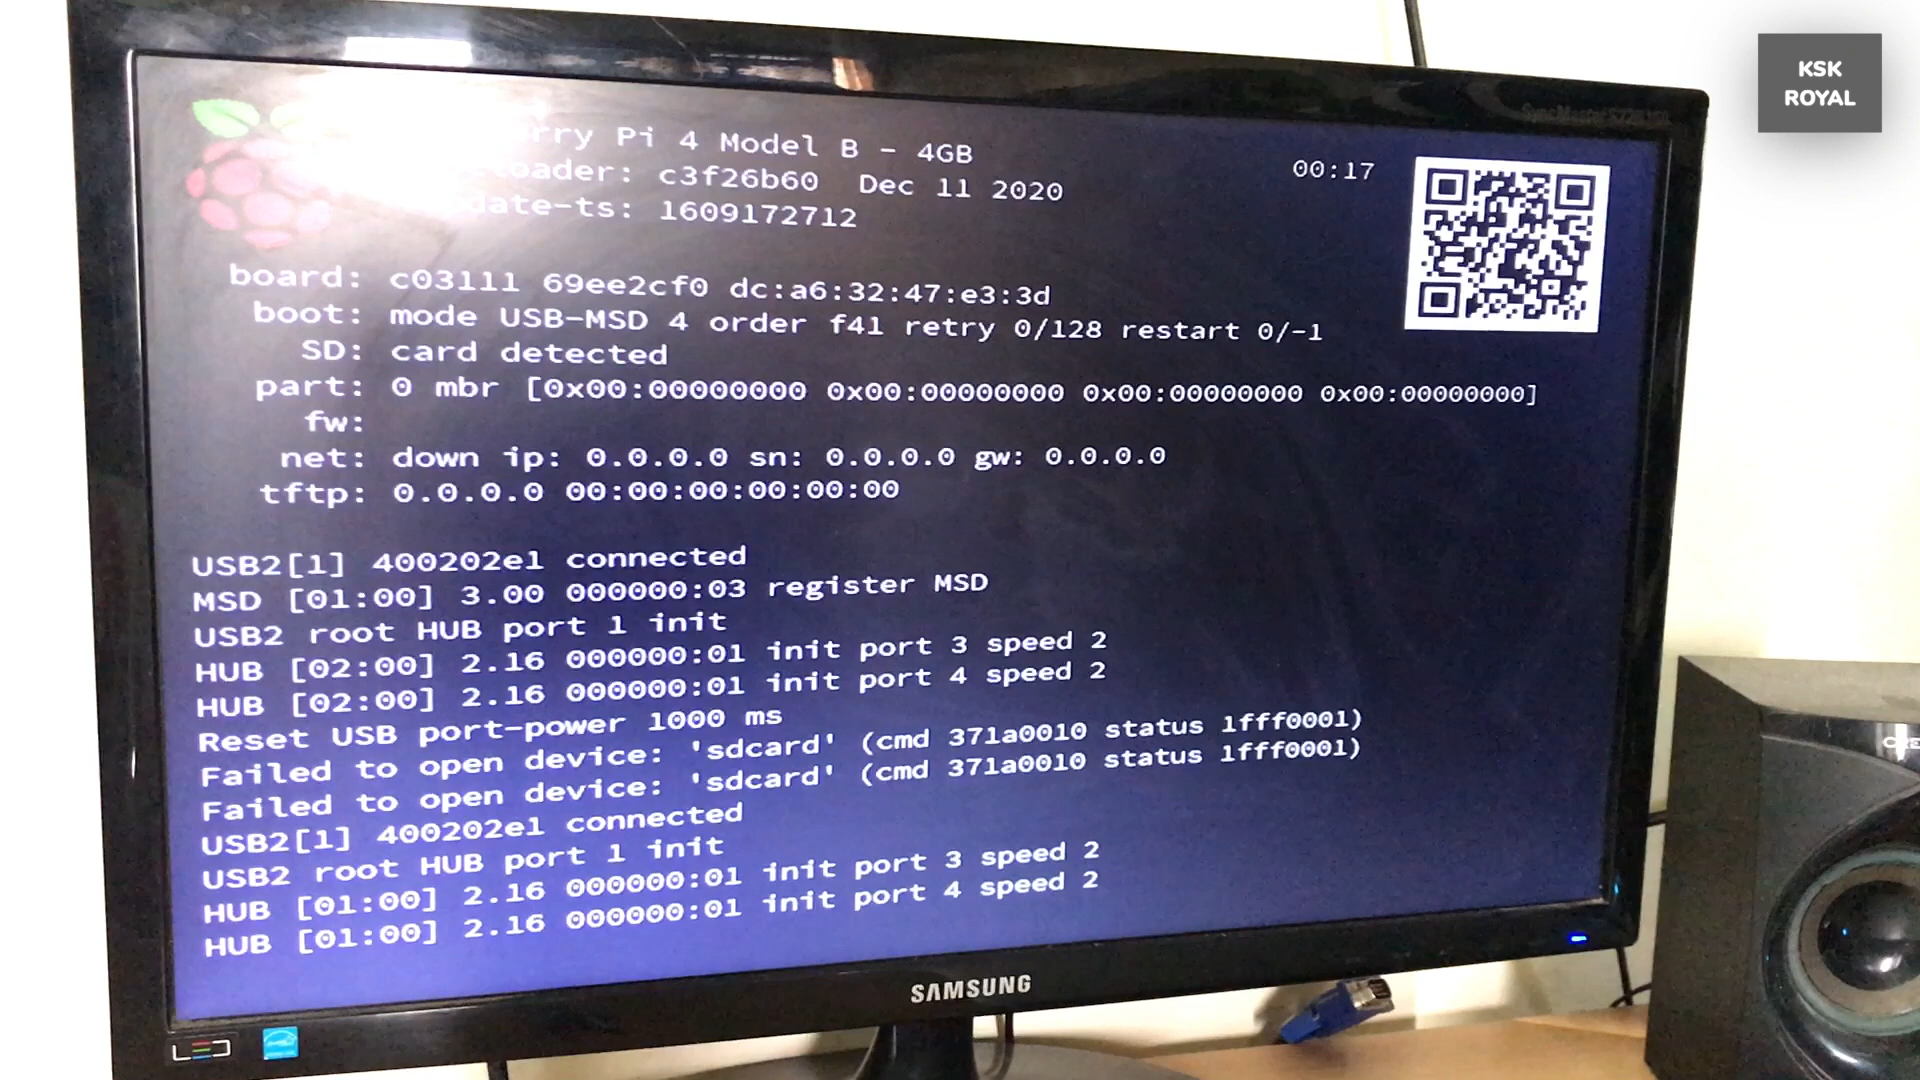 KSK
ROYAL
Pi 4 Model B - 4GB
c3f26b60 Dec 11 2020
1609172712
00:17
board: c03111 69ee2cf0 dc:a6:32:47:e3:3d
boot: mode USB-MSD 4 order f41 retry 0/128 restart 0/-1
SD: card detected
part: 0 mbr [0x00:00000000 0x00:00000000 0x00:00000000 0x00:00000000]
fw:
net: down ip: 0.0.0.0 sn: 0.0.0.0 gw: 0.0.0.0
tftp: 0.0.0.0 00:00:00:00:00:00
USB2[1] 400202e1 connected
MSD [01:00] 3.00 000000:03 register MSD
USB2 root HUB port 1 init
HUB [02:00] 2.16 000000:01 init port 3 speed 2
HUB [02:00] 2.16 000000:01 init port 4 speed 2
Reset USB port-power 1000 ms
Failed to open device: 'sdcard' (cmd 371a0010 status 1fff0001)
Failed to open device: 'sdcard' (cmd 371a0010 status 1fff0001)
USB2[1] 400202e1 connected
USB2 root HUB port 1 init
HUB [01:00] 2.16 000000:01 init port 3 speed 2
HUB [01:00] 2.16 000000:01 init port 4 speed 2
SAMSUNG
LED